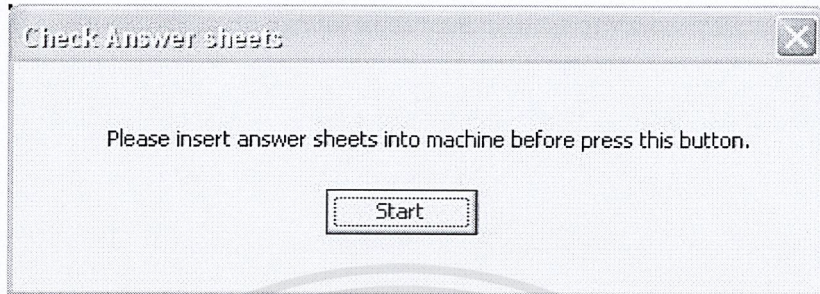 Check Answer sheets
Please insert answer sheets into machine before press this button.
Start